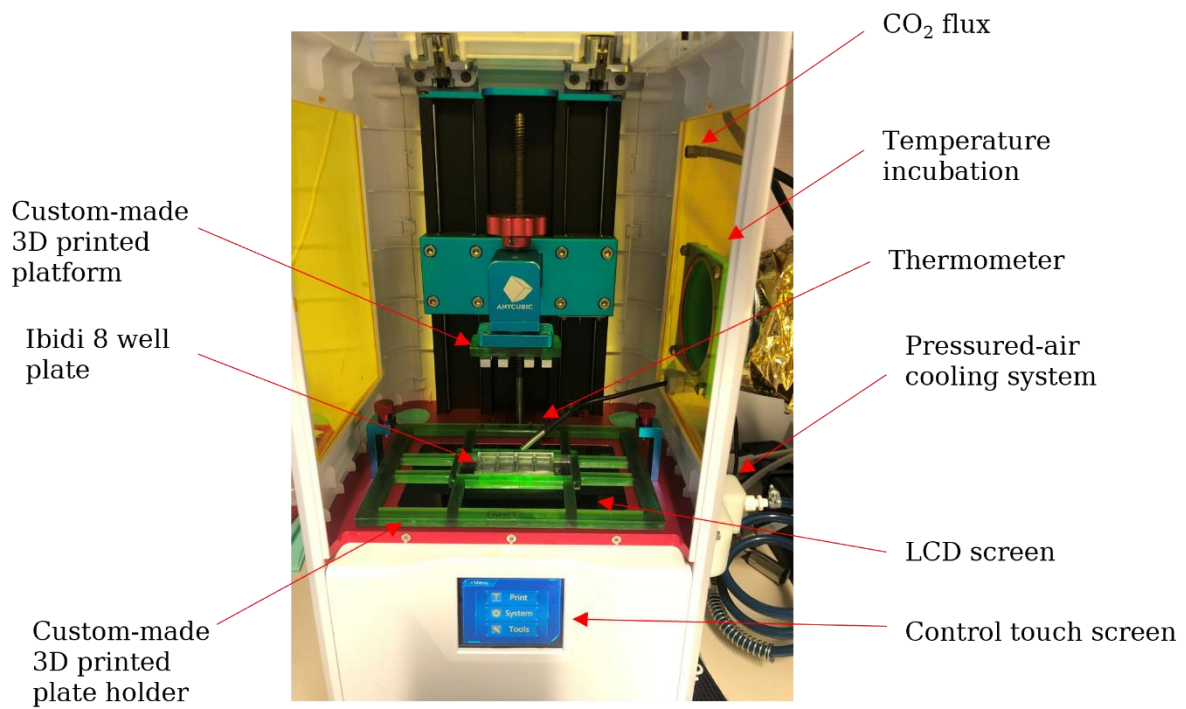 CO₂ flux
Temperature
incubation
Custom-made
3D printed
platform
Thermometer
Ibidi 8 well
plate
Pressured-air
cooling system
ANYCUBIC
LCD screen
Menu
Print
System
Tools
Control touch screen
Custom-made
3D printed
plate holder